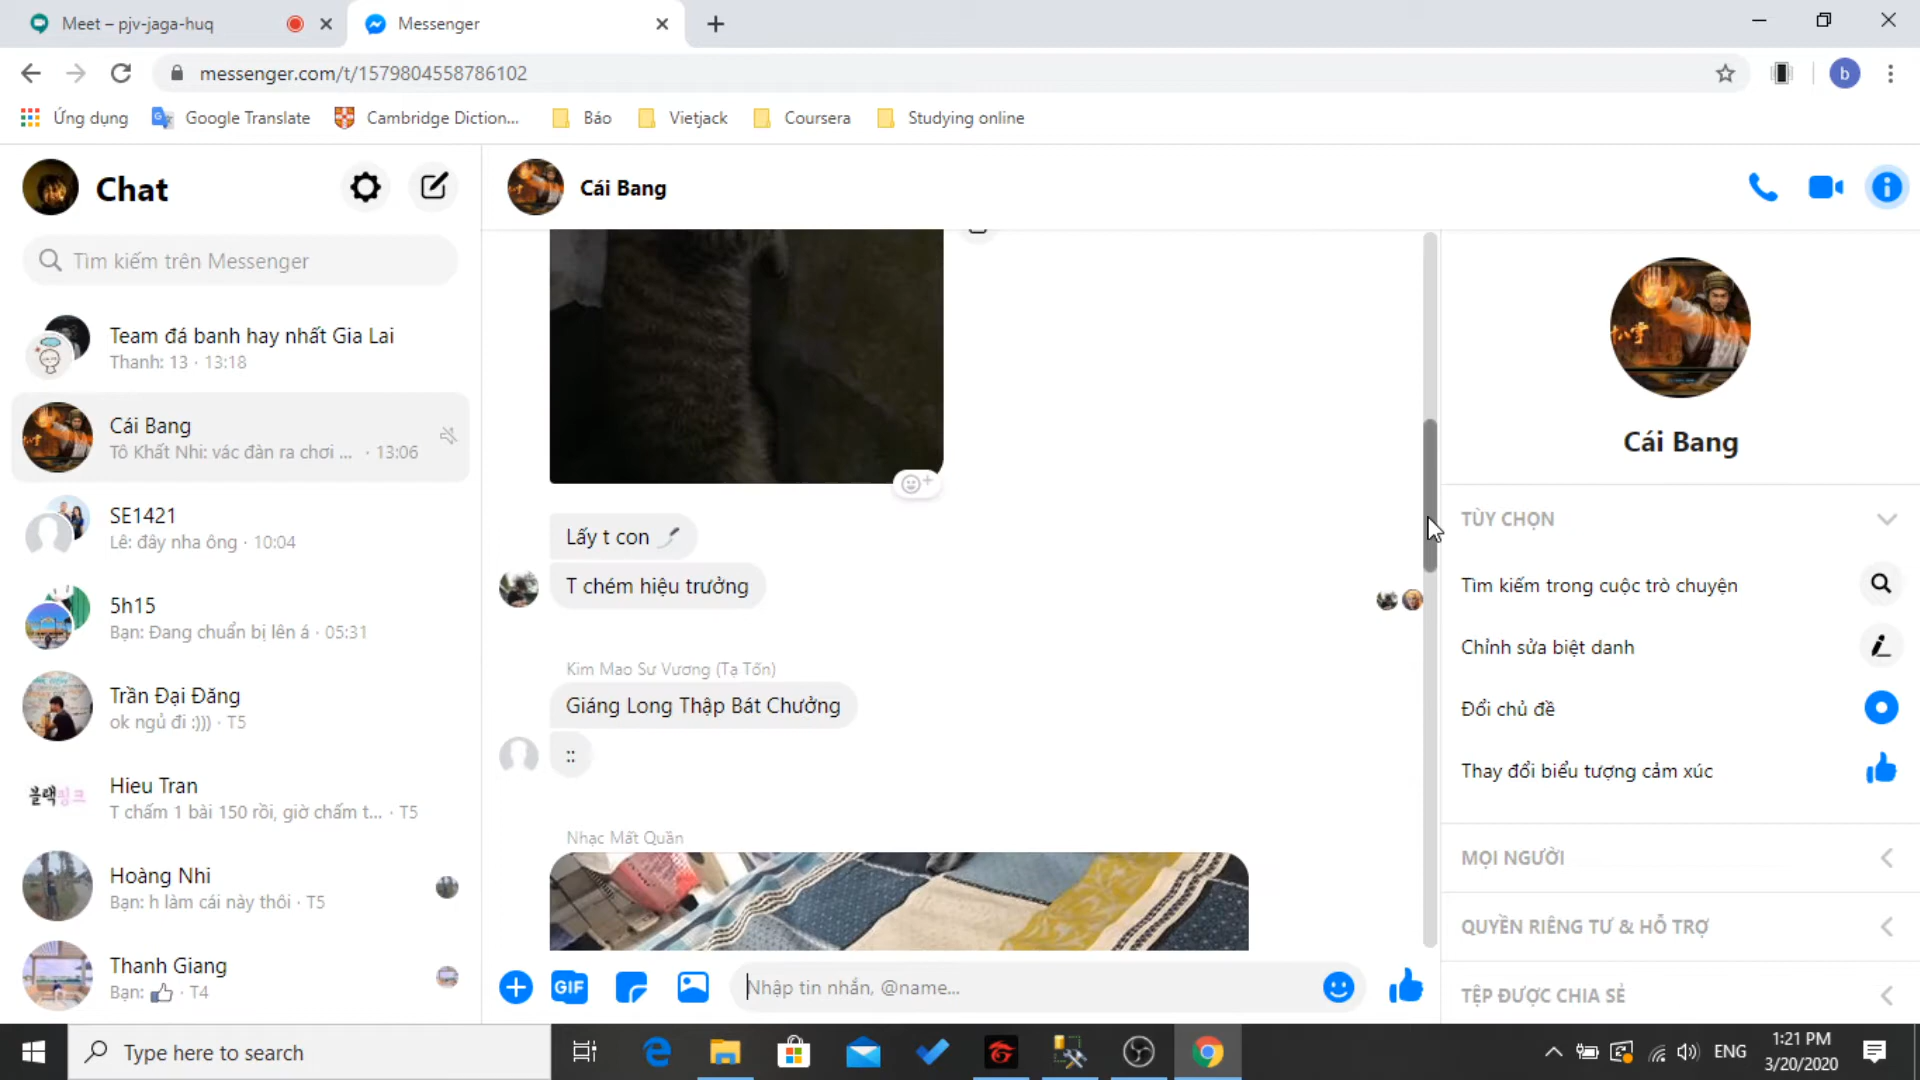 Meet – pjv-jaga-huq
Messenger
messenger.com/t/1579804558786102
b
Ứng dụng
Google Translate
Cambridge Diction...
Báo
Vietjack
Coursera
Studying online
Chat
Tìm kiếm trên Messenger
Team đá banh hay nhất Gia Lai
Thanh: 13 · 13:18
Cái Bang
Tô Khất Nhi: vác đàn ra chơi ... · 13:06
SE1421
Lê: đây nha ông · 10:04
5h15
Bạn: Đang chuẩn bị lên á · 05:31
Trần Đại Đăng
ok ngủ đi :))) · T5
블랙핑크
Hieu Tran
T chấm 1 bài 150 rồi, giờ chấm t... · T5
Hoàng Nhi
Bạn: h làm cái này thôi · T5
Thanh Giang
Bạn: 👍 · T4
Cái Bang
Lấy t con
T chém hiệu trưởng
Kim Mao Sư Vương (Tạ Tốn)
Giáng Long Thập Bát Chưởng
::
Nhạc Mất Quần
GIF
Nhập tin nhắn, @name...
Cái Bang
TÙY CHỌN
Tìm kiếm trong cuộc trò chuyện
Chỉnh sửa biệt danh
Đổi chủ đề
Thay đổi biểu tượng cảm xúc
MỌI NGƯỜI
QUYỀN RIÊNG TƯ & HỖ TRỢ
TỆP ĐƯỢC CHIA SẺ
Type here to search
ENG
1:21 PM
3/20/2020